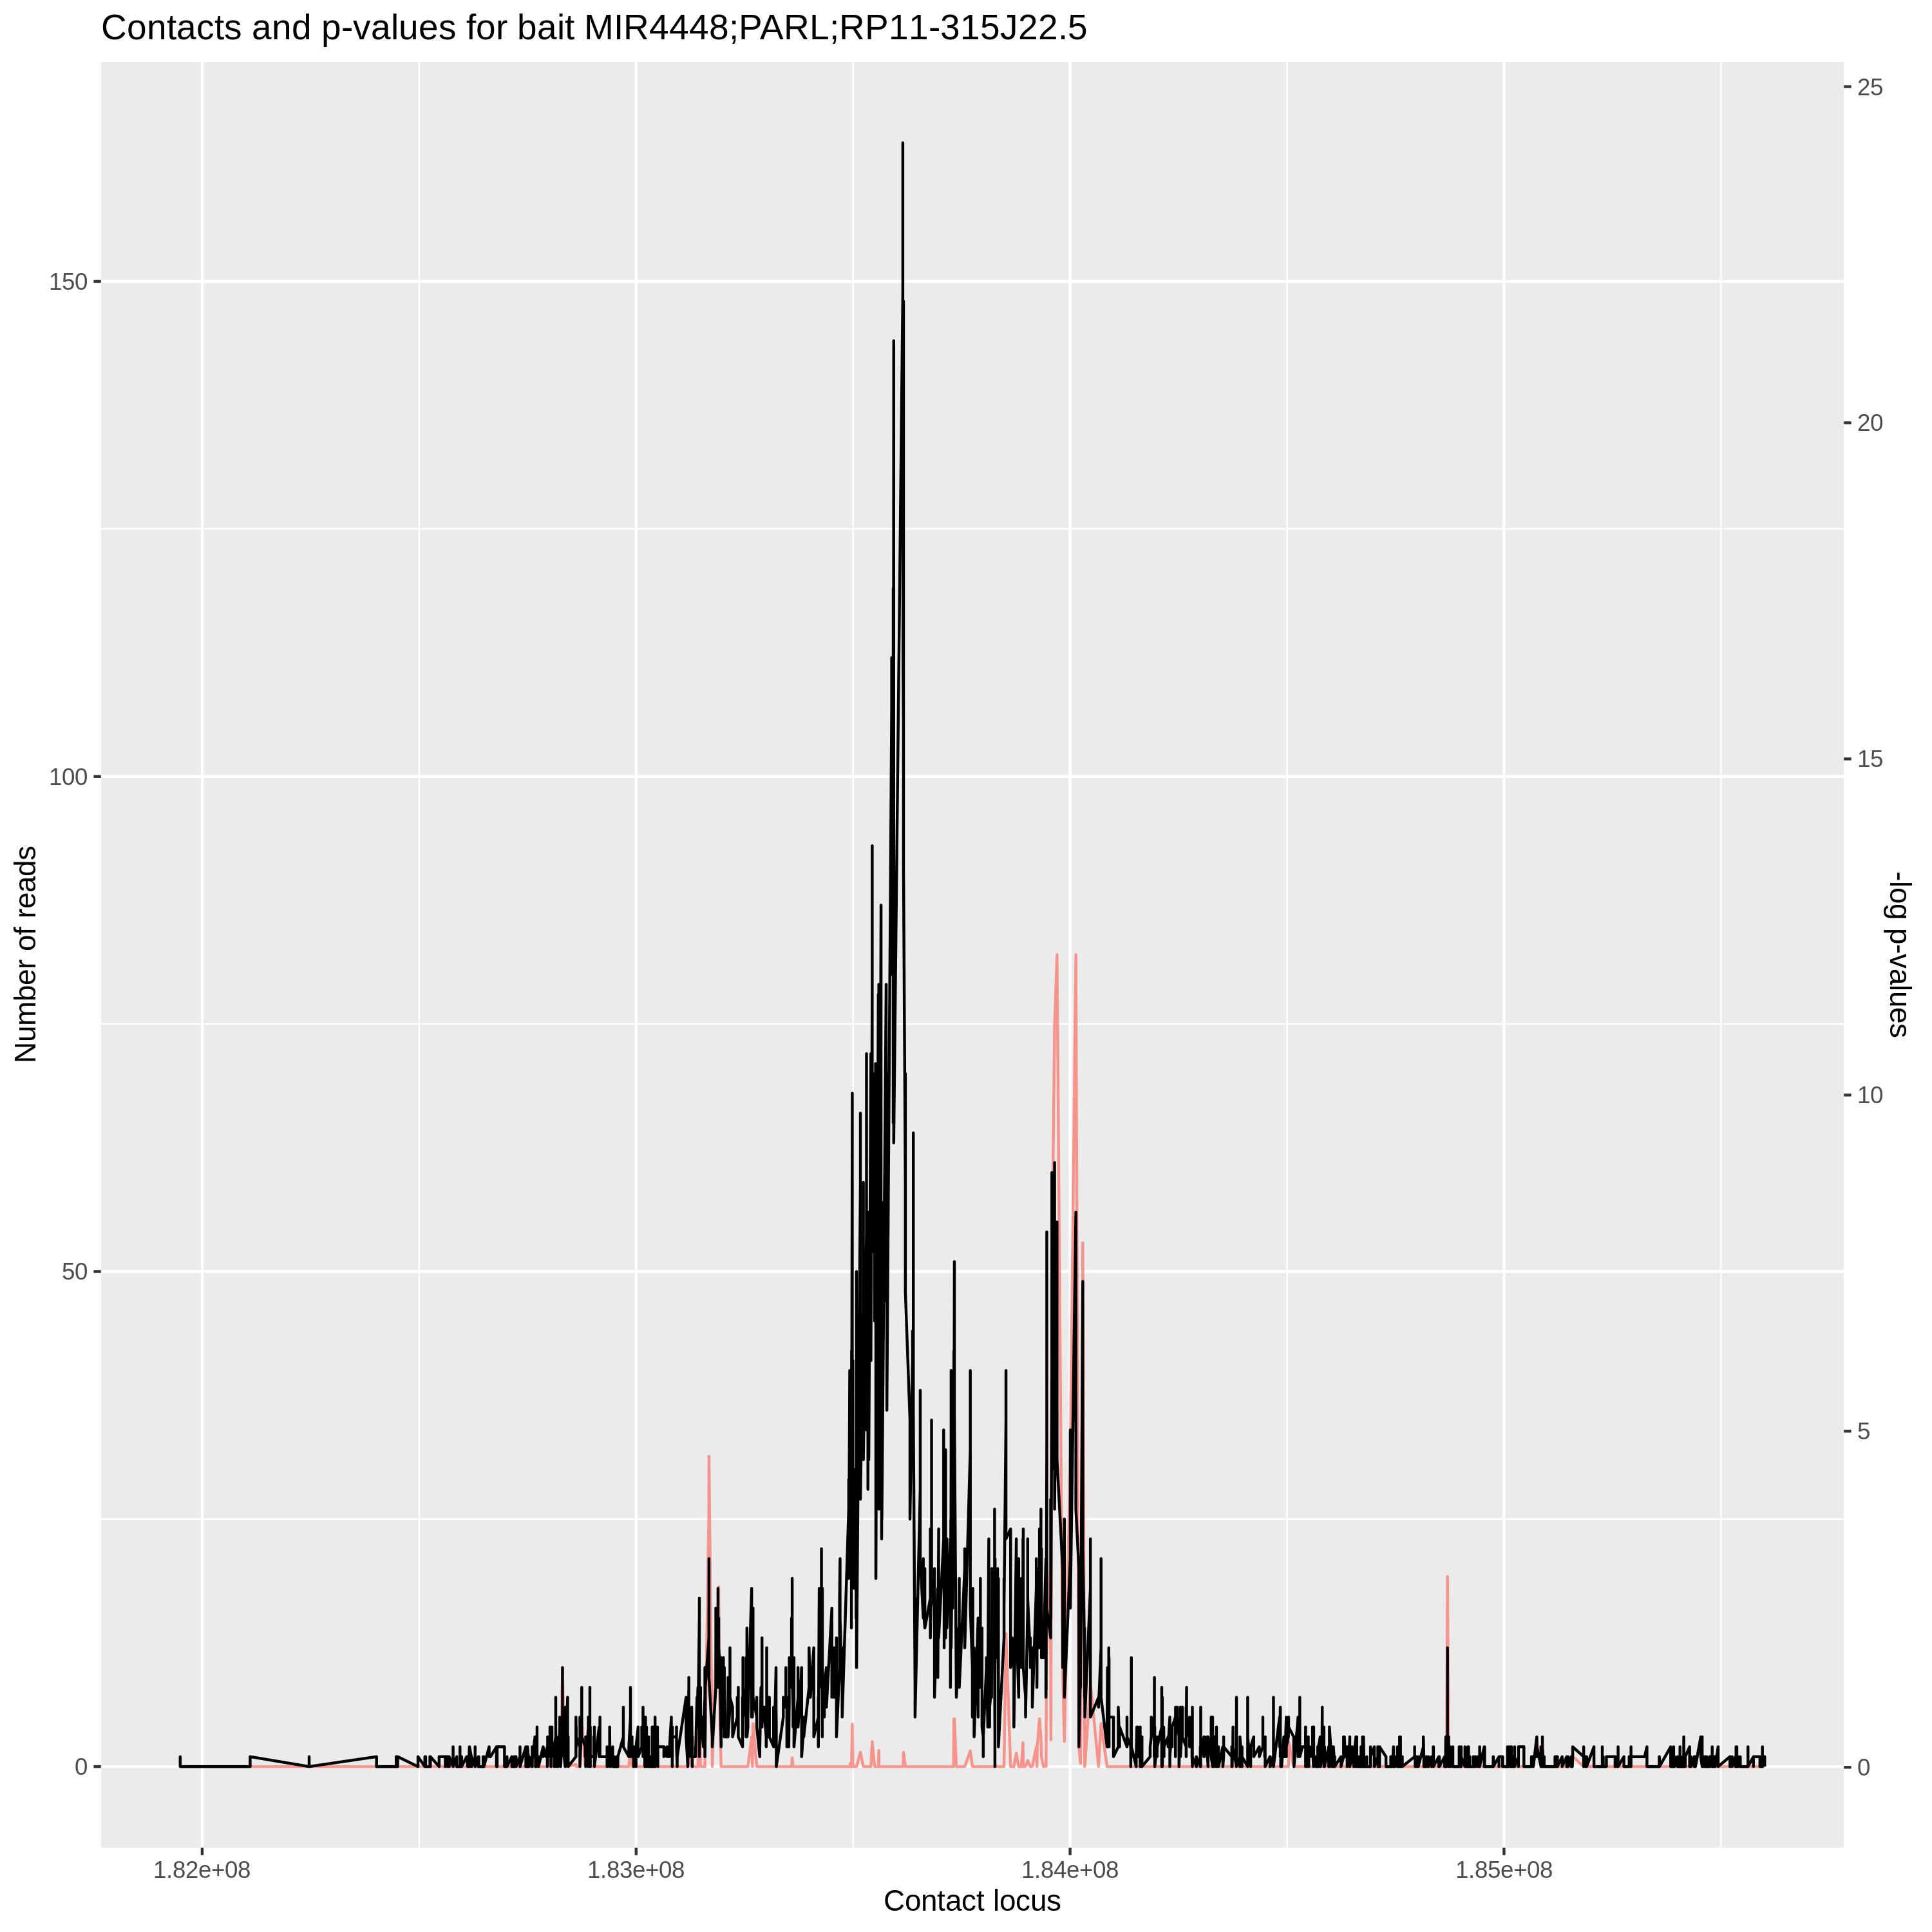 Contacts and p-values for bait MIR4448;PARL;RP11-315J22.5
150
100
50
0
Number of reads
25
20
15
10
5
0
-log p-values
1.82e+08
1.83e+08
1.84e+08
1.85e+08
Contact locus